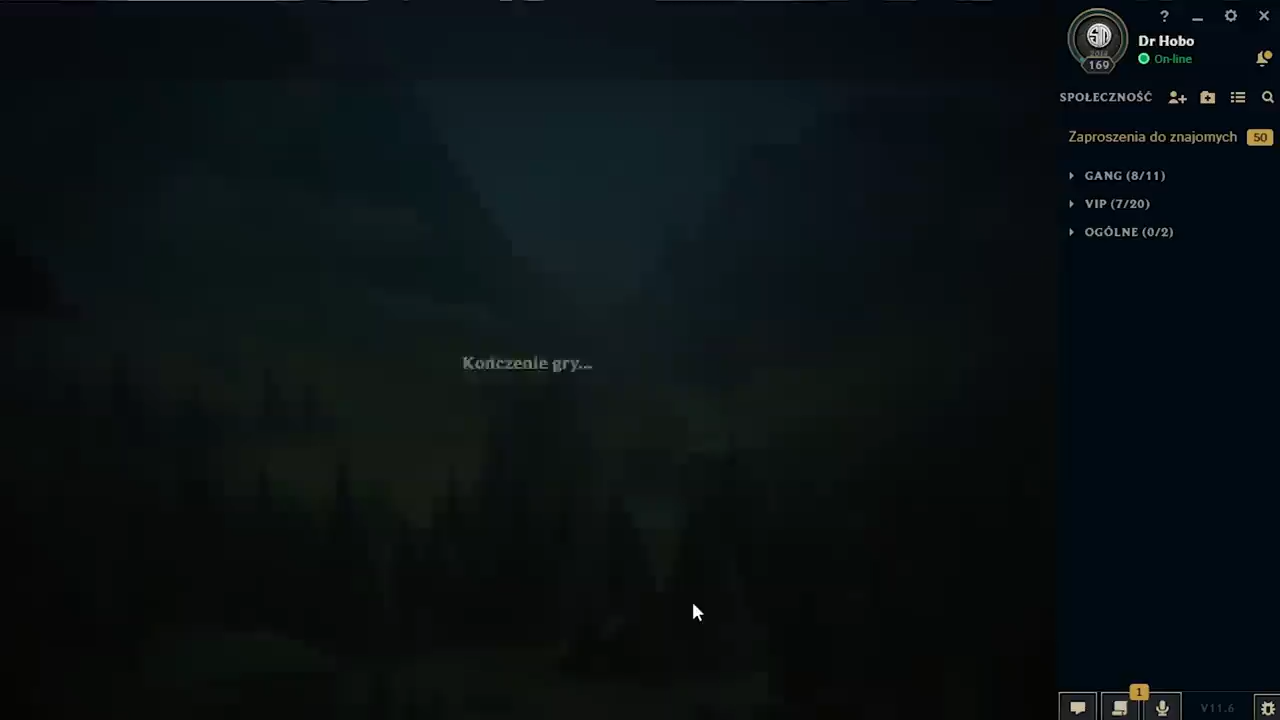 ?
Dr Hobo
169
On-line
SPOŁECZNOŚĆ
Zaproszenia do znajomych 50
GANG (8/11)
VIP (7/20)
OGÓLNE (0/2)
Kończenie gry...
1
V11.6